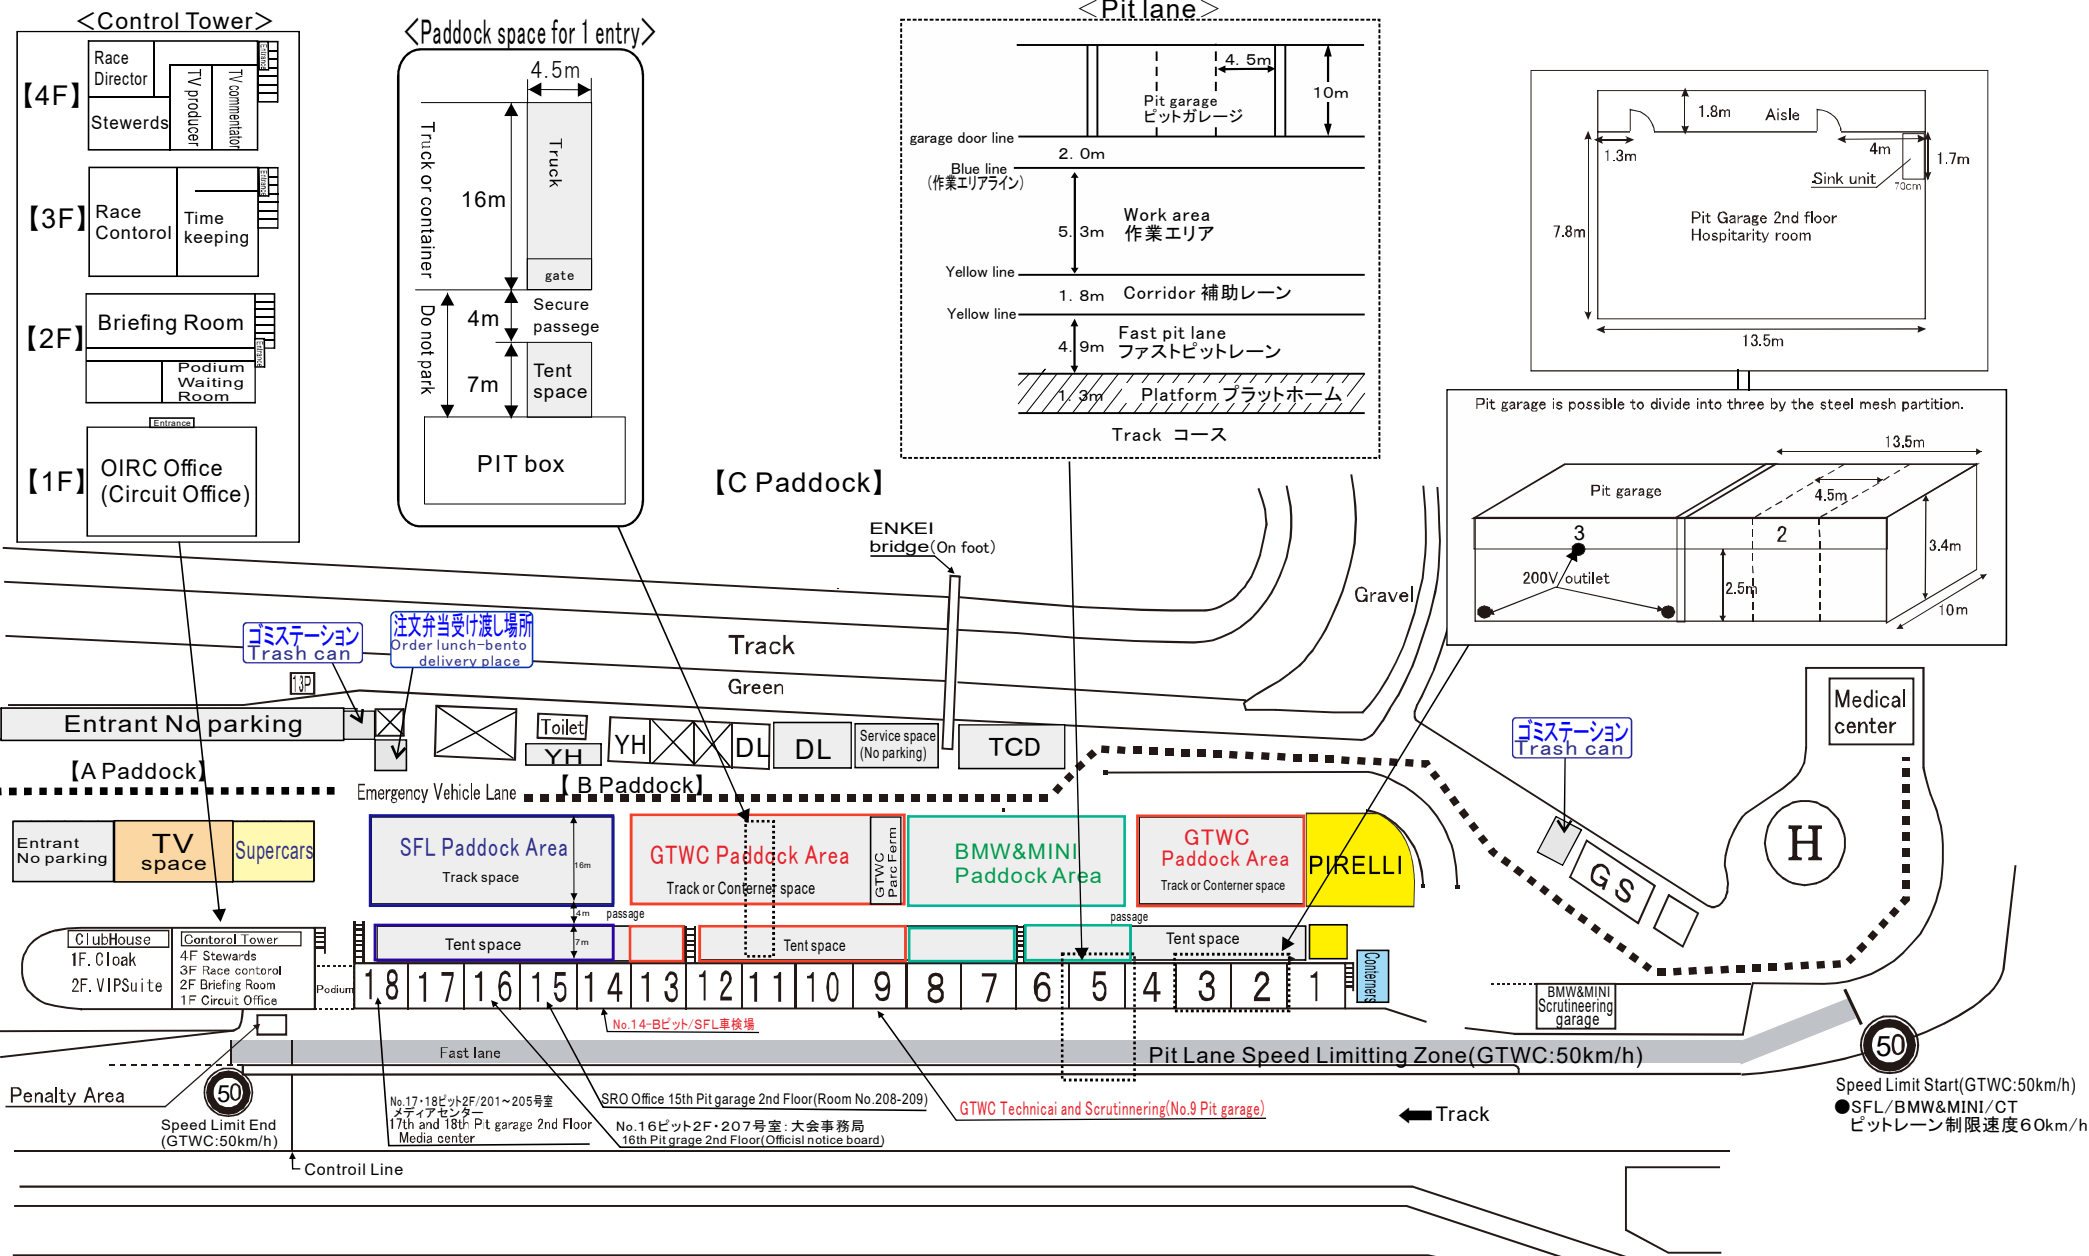 <Control Tower>
【4F】
Race
Director
Stewerds
TV producer
TV commentator
Entrance
【3F】
Race
Contorol
Time
keeping
Entrance
【2F】
Briefing Room
Entrance
Podium
Waiting
Room
【1F】
Entrance
OIRC Office
(Circuit Office)
<Paddock space for 1 entry>
4.5m
Truck or container
16m
Truck
gate
Do not park
4m
Secure
passege
7m
Tent
space
PIT box
<Pit lane>
4. 5m
10m
Pit garage
ピットガレージ
garage door line
2. 0m
Blue line
(作業エリアライン)
Work area
5. 3m
作業エリア
Yellow line
1. 8m
Corridor 補助レーン
Yellow line
Fast pit lane
4. 9m
ファストピットレーン
1. 3m
Platform プラットホーム
Track コース
1.8m
Aisle
1.3m
4m
1.7m
Sink unit
70cm
Pit Garage 2nd floor
Hospitarity room
7.8m
13.5m
Pit garage is possible to divide into three by the steel mesh partition.
13.5m
Pit garage
4.5m
3
2
3.4m
200V outilet
2.5m
10m
【C Paddock】
ENKEI
bridge(On foot)
Gravel
Track
Green
ゴミステーション
Trash can
注文弁当受け渡し場所
Order lunch-bento
delivery place
13P
Entrant No parking
Toilet
YH
YH
DL
DL
Service space
(No parking)
TCD
ゴミステーション
Trash can
Medical
center
【A Paddock】
Emergency Vehicle Lane
【 B Paddock】
Entrant
No parking
TV
space
Supercars
SFL Paddock Area
Track space
16m
GTWC Paddock Area
Track or Conterner space
GTWC
Parc Ferm
BMW&MINI
Paddock Area
GTWC
Paddock Area
Track or Conterner space
PIRELLI
GS
H
4m
passage
passage
Tent space
7m
Tent space
Tent space
ClubHouse
1F. Cloak
2F. VIPSuite
Contorol Tower
4F Stewards
3F Race contorol
2F Briefing Room
1F Circuit Office
Podium
18
17
16
15
14
13
12
11
10
9
8
7
6
5
4
3
2
1
Conterners
BMW&MINI
Scrutineering
garage
No.14-Bピット/SFL車検場
Fast lane
Pit Lane Speed Limitting Zone(GTWC:50km/h)
50
Penalty Area
50
Speed Limit End
(GTWC:50km/h)
No.17・18ピット2F/201～205号室
メディアセンター
17th and 18th Pit garage 2nd Floor
Media center
SRO Office 15th Pit garage 2nd Floor(Room No.208-209)
No.16ピット2F・207号室：大会事務局
16th Pit grage 2nd Floor(Officisl notice board)
GTWC Technicai and Scrutinnering(No.9 Pit garage)
Track
Speed Limit Start(GTWC:50km/h)
●SFL/BMW&MINI/CT
ピットレーン制限速度60km/h
Controil Line